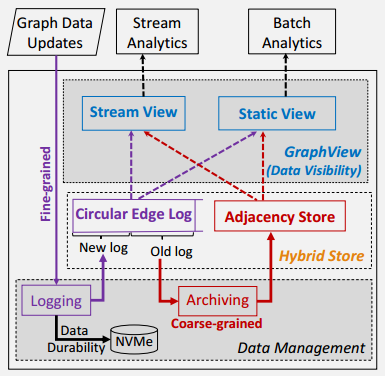 Graph Data
Updates
Stream
Analytics
Batch
Analytics
Stream View
Static View
GraphView
(Data Visibility)
Fine-grained
Circular Edge Log
Adjacency Store
New log
Old log
Hybrid Store
Logging
Archiving
Coarse-grained
Data
Durability
NVMe
Data Management